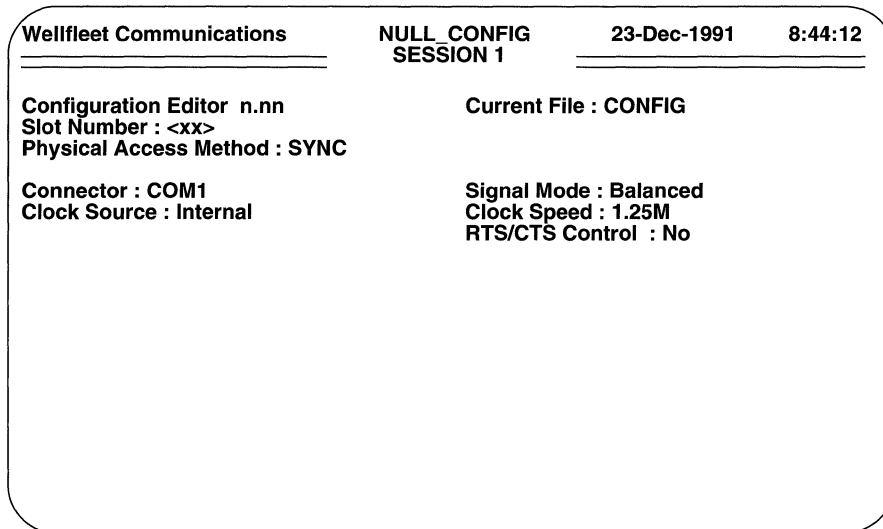 Wellfleet Communications NULL_CONFIG 23-Dec-1991 8:44:12
SESSION 1
Configuration Editor n.nn Current File : CONFIG
Slot Number : <xx>
Physical Access Method : SYNC
Connector : COM1 Signal Mode : Balanced
Clock Source : Internal Clock Speed : 1.25M
RTS/CTS Control : No